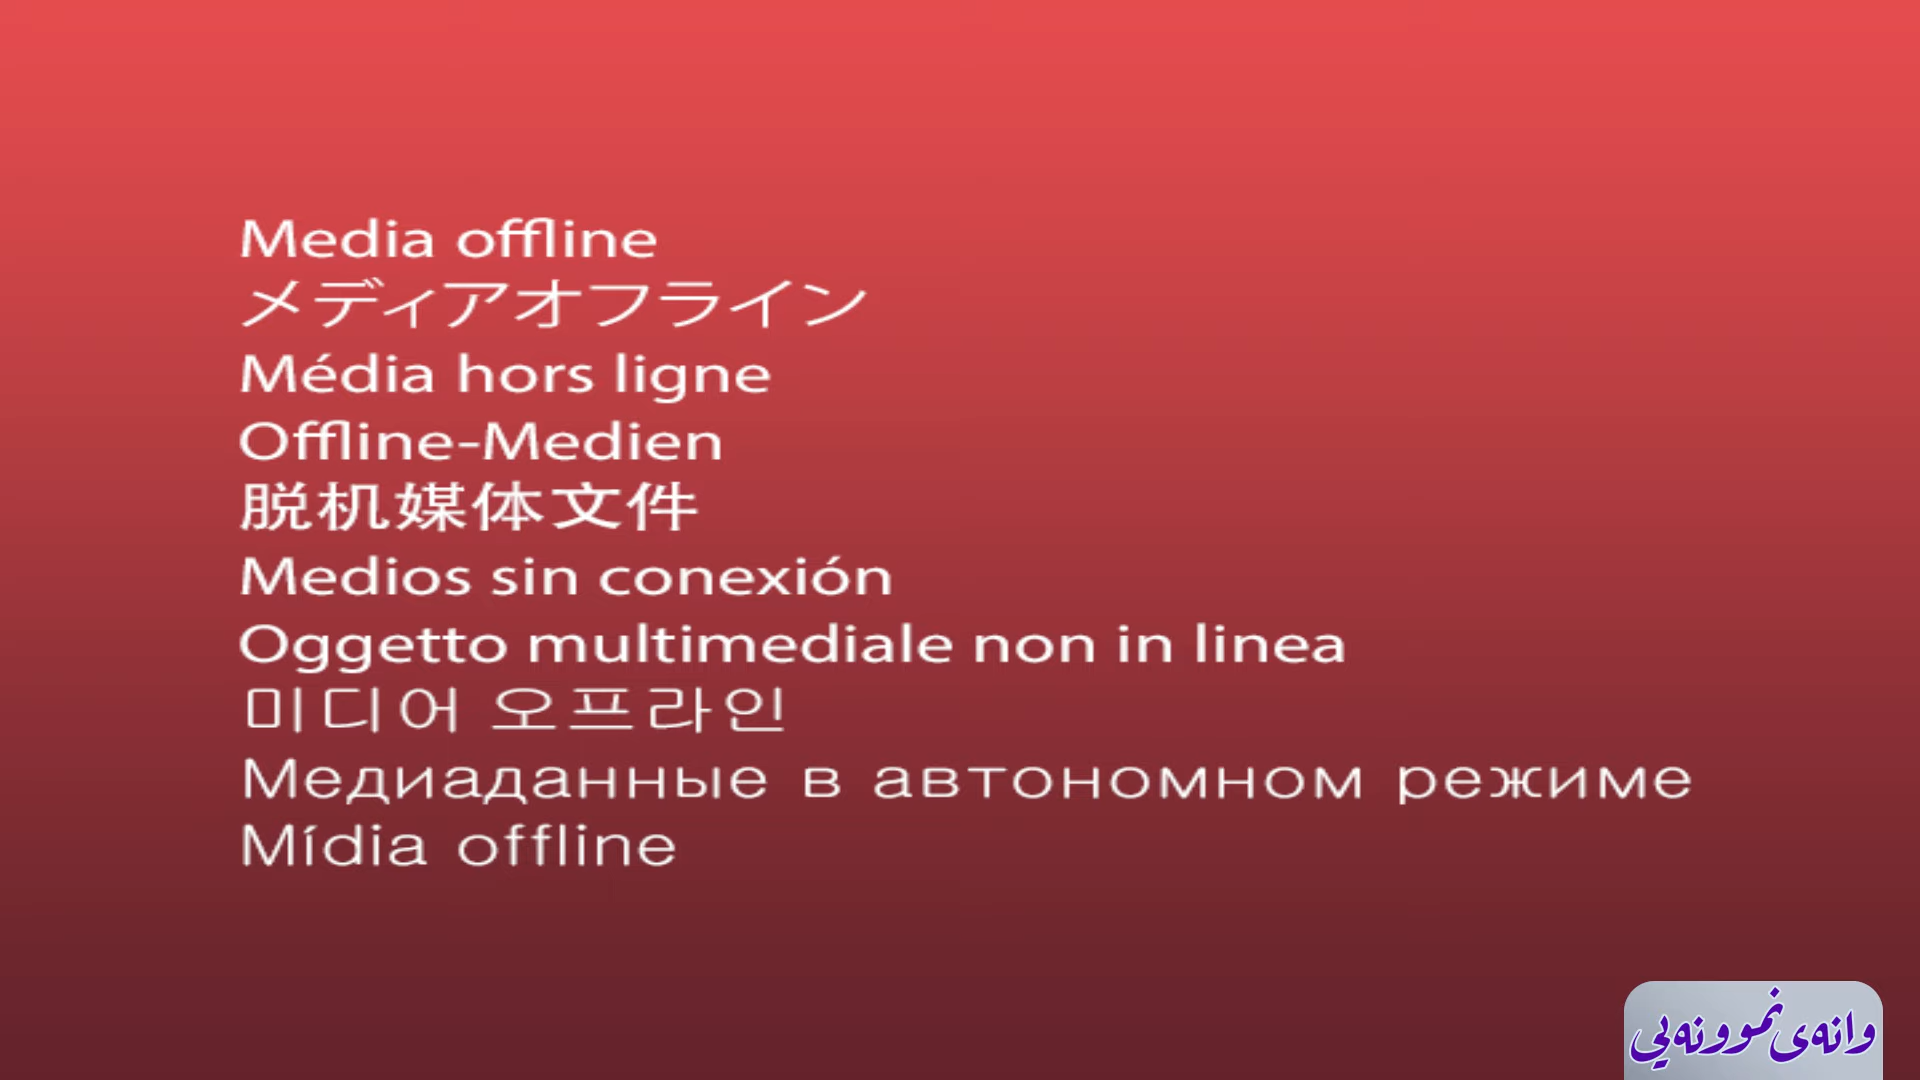 Media offline
メディアオフライン
Média hors ligne
Offline-Medien
脱机媒体文件
Medios sin conexión
Oggetto multimediale non in linea
미디어 오프라인
Медиаданные в автономном режиме
Mídia offline
وانەی نموونەیی